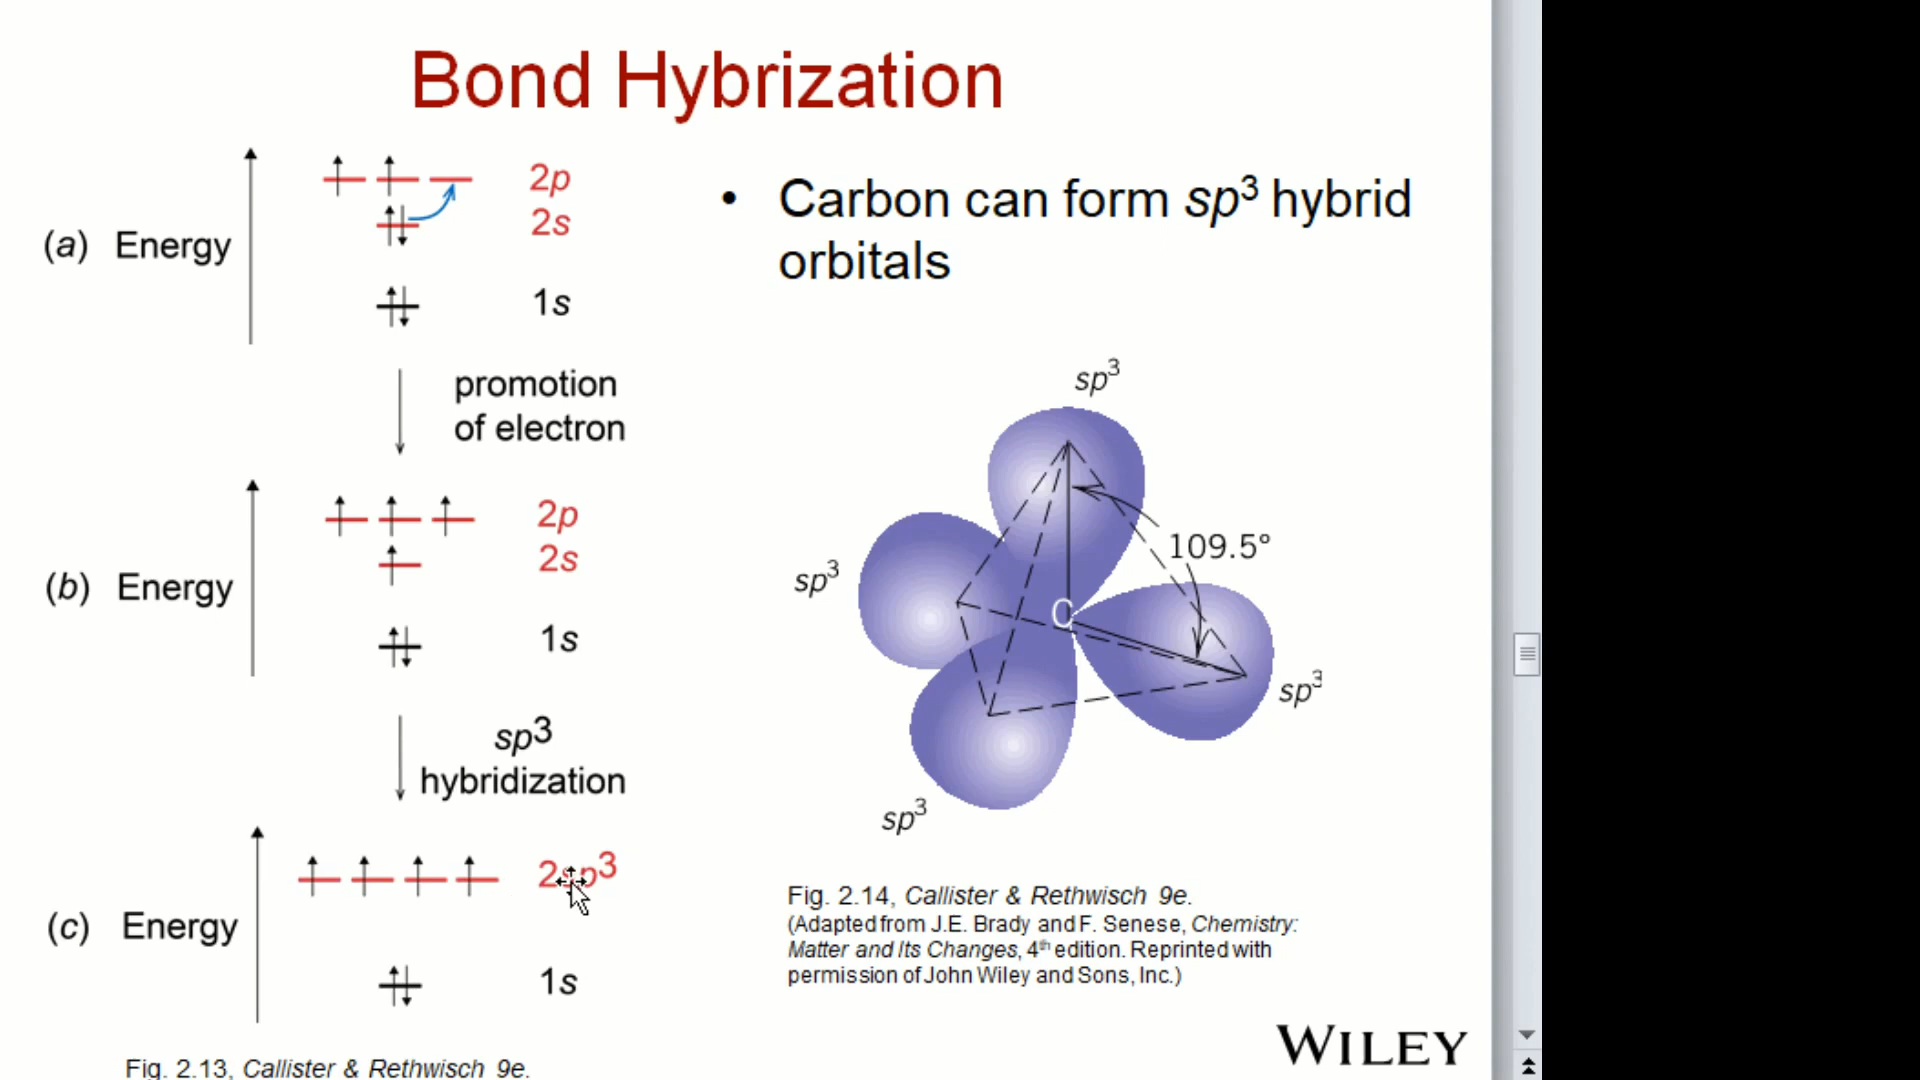 Bond Hybrization
2p
2s
(a) Energy
1s
promotion
of electron
2p
2s
(b) Energy
1s
sp³
hybridization
2sp³
(c) Energy
1s
Fig. 2.13, Callister & Rethwisch 9e.
• Carbon can form sp³ hybrid
orbitals
sp³
109.5°
sp³
C
sp³
sp³
Fig. 2.14, Callister & Rethwisch 9e.
(Adapted from J.E. Brady and F. Senese, Chemistry:
Matter and Its Changes, 4th edition. Reprinted with
permission of John Wiley and Sons, Inc.)
WILEY